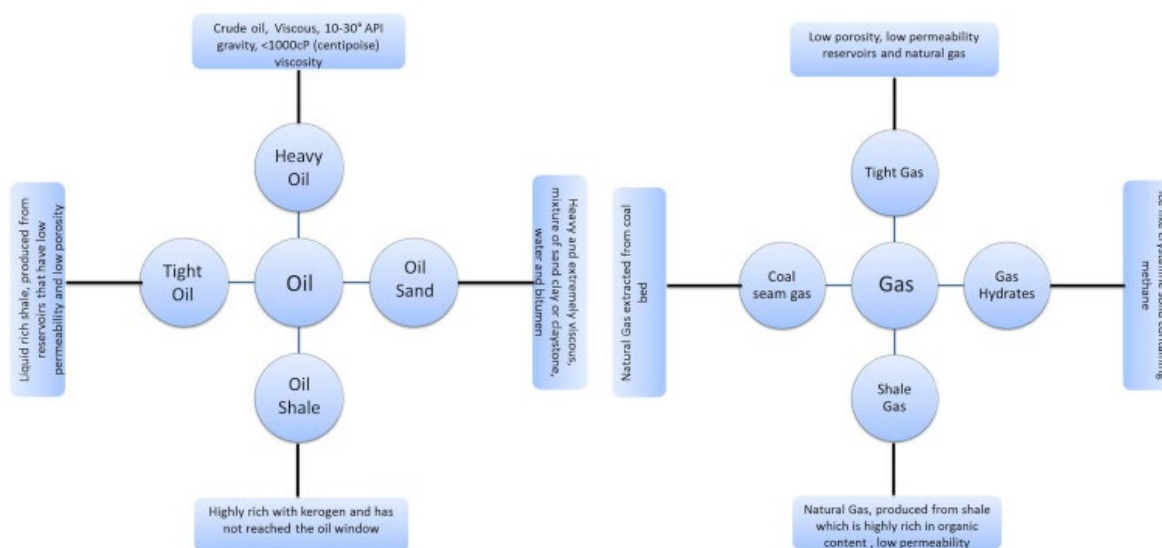 Crude oil, Viscous, 10-30° API
gravity, <1000cP (centipoise)
viscosity
Heavy
Oil
Liquid rich shale, produced from
reservoirs that have low
permeability and low porosity
Tight
Oil
Oil
Oil
Sand
Heavy and extremely viscous,
mixture of sand clay or claystone,
water and bitumen
Oil
Shale
Highly rich with kerogen and has
not reached the oil window
Low porosity, low permeability
reservoirs and natural gas
Tight Gas
Natural Gas extracted from coal
bed
Coal
seam gas
Gas
Gas
Hydrates
methane
Shale
Gas
Natural Gas, produced from shale
which is highly rich in organic
content , low permeability